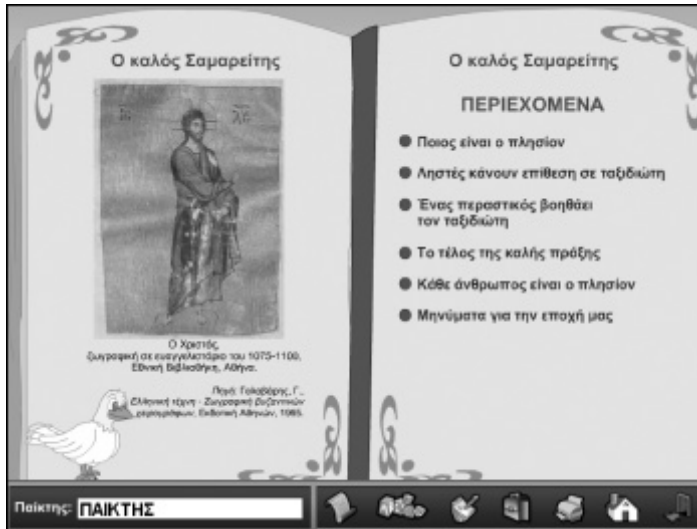 Ο καλός Σαμαρείτης
Ο Χριστός,
ζωγραφική σε ευαγγελιστάριο του 1075-1100,
Εθνική Βιβλιοθήκη, Αθήνα.
Πηγή: Γαλαβάρης, Γ.,
Ελληνική τέχνη - Ζωγραφική βυζαντινών
χειρογράφων, Εκδοτική Αθηνών, 1995.
Ο καλός Σαμαρείτης
ΠΕΡΙΕΧΟΜΕΝΑ
Ποιος είναι ο πλησίον
Ληστές κάνουν επίθεση σε ταξιδιώτη
Ένας περαστικός βοηθάει
τον ταξιδιώτη
Το τέλος της καλής πράξης
Κάθε άνθρωπος είναι ο πλησίον
Μηνύματα για την εποχή μας
Παίκτης: ΠΑΙΚΤΗΣ